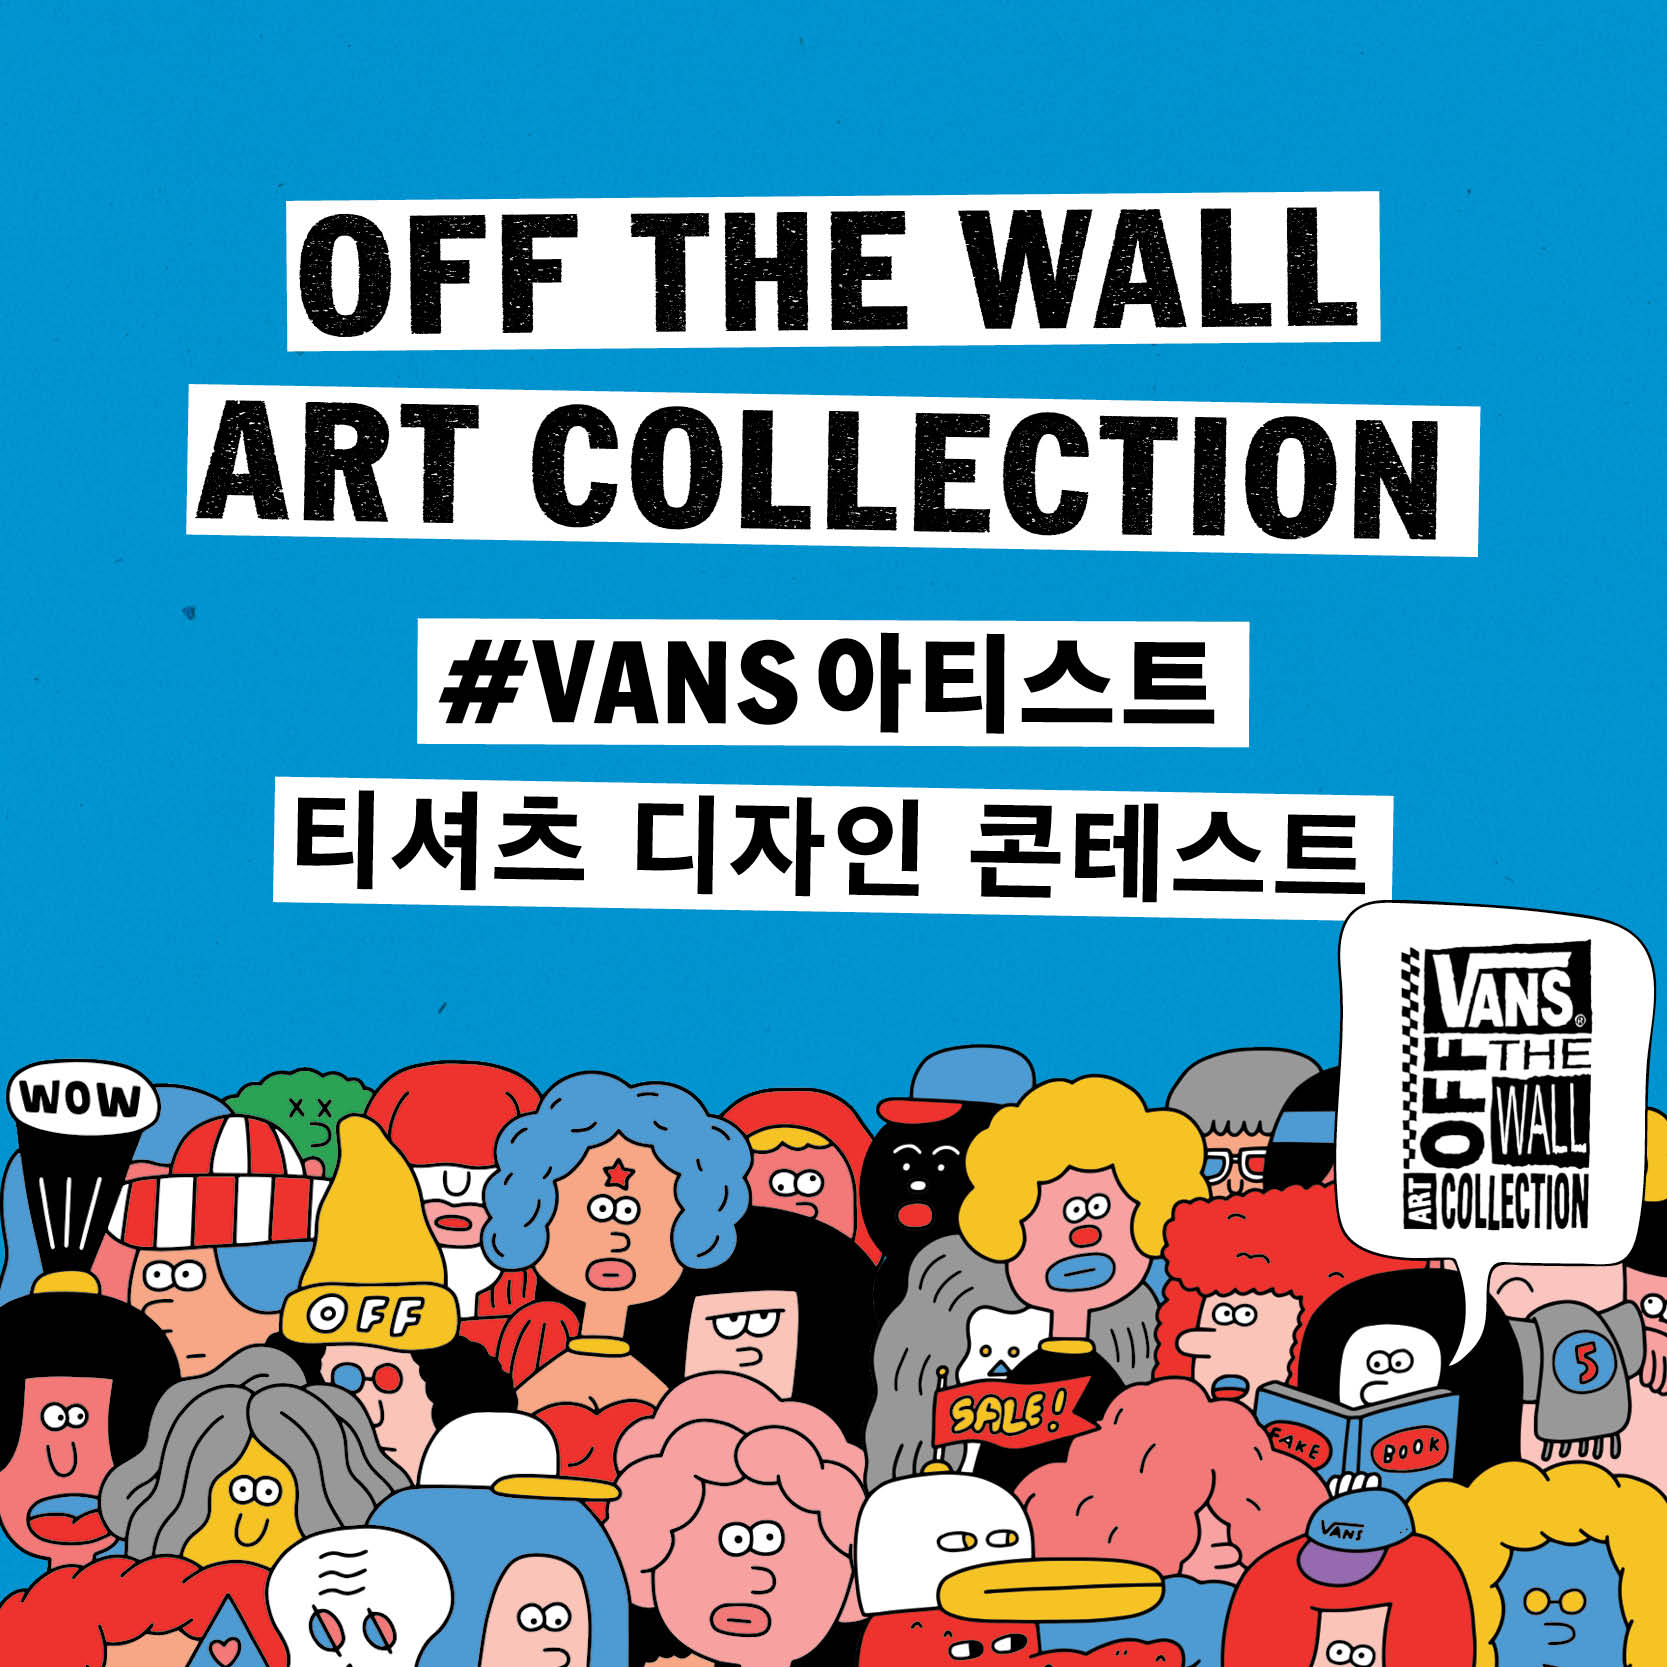 OFF THE WALL
ART COLLECTION
#VANS아티스트
티셔츠 디자인 콘테스트
VANS®
OFF THE
WALL
ART COLLECTION
WOW
OFF
SALE!
5
FAKE BOOK
VANS